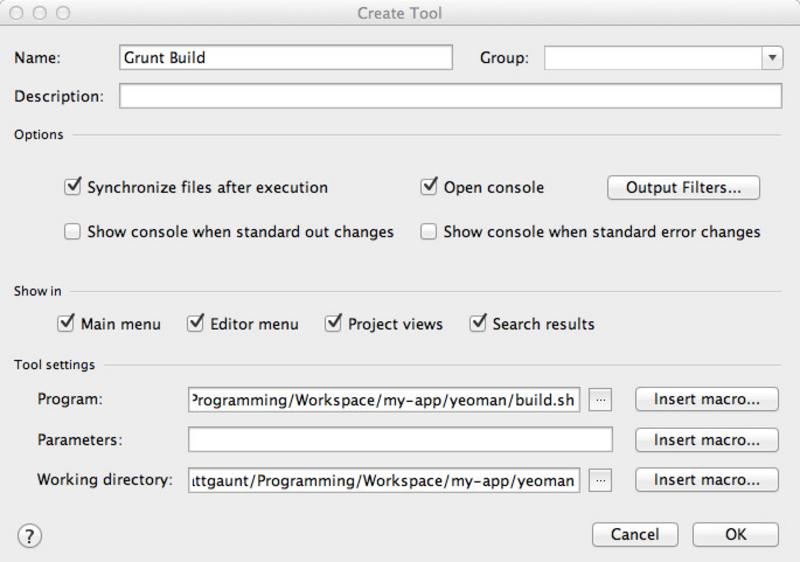 Create Tool
Name: Grunt Build Group:
Description:
Options
Synchronize files after execution Open console Output Filters...
Show console when standard out changes Show console when standard error changes
Show in
Main menu Editor menu Project views Search results
Tool settings
Program: Programming/Workspace/my-app/yeoman/build.sh ... Insert macro...
Parameters: Insert macro...
Working directory: attgaunt/Programming/Workspace/my-app/yeoman ... Insert macro...
? Cancel OK